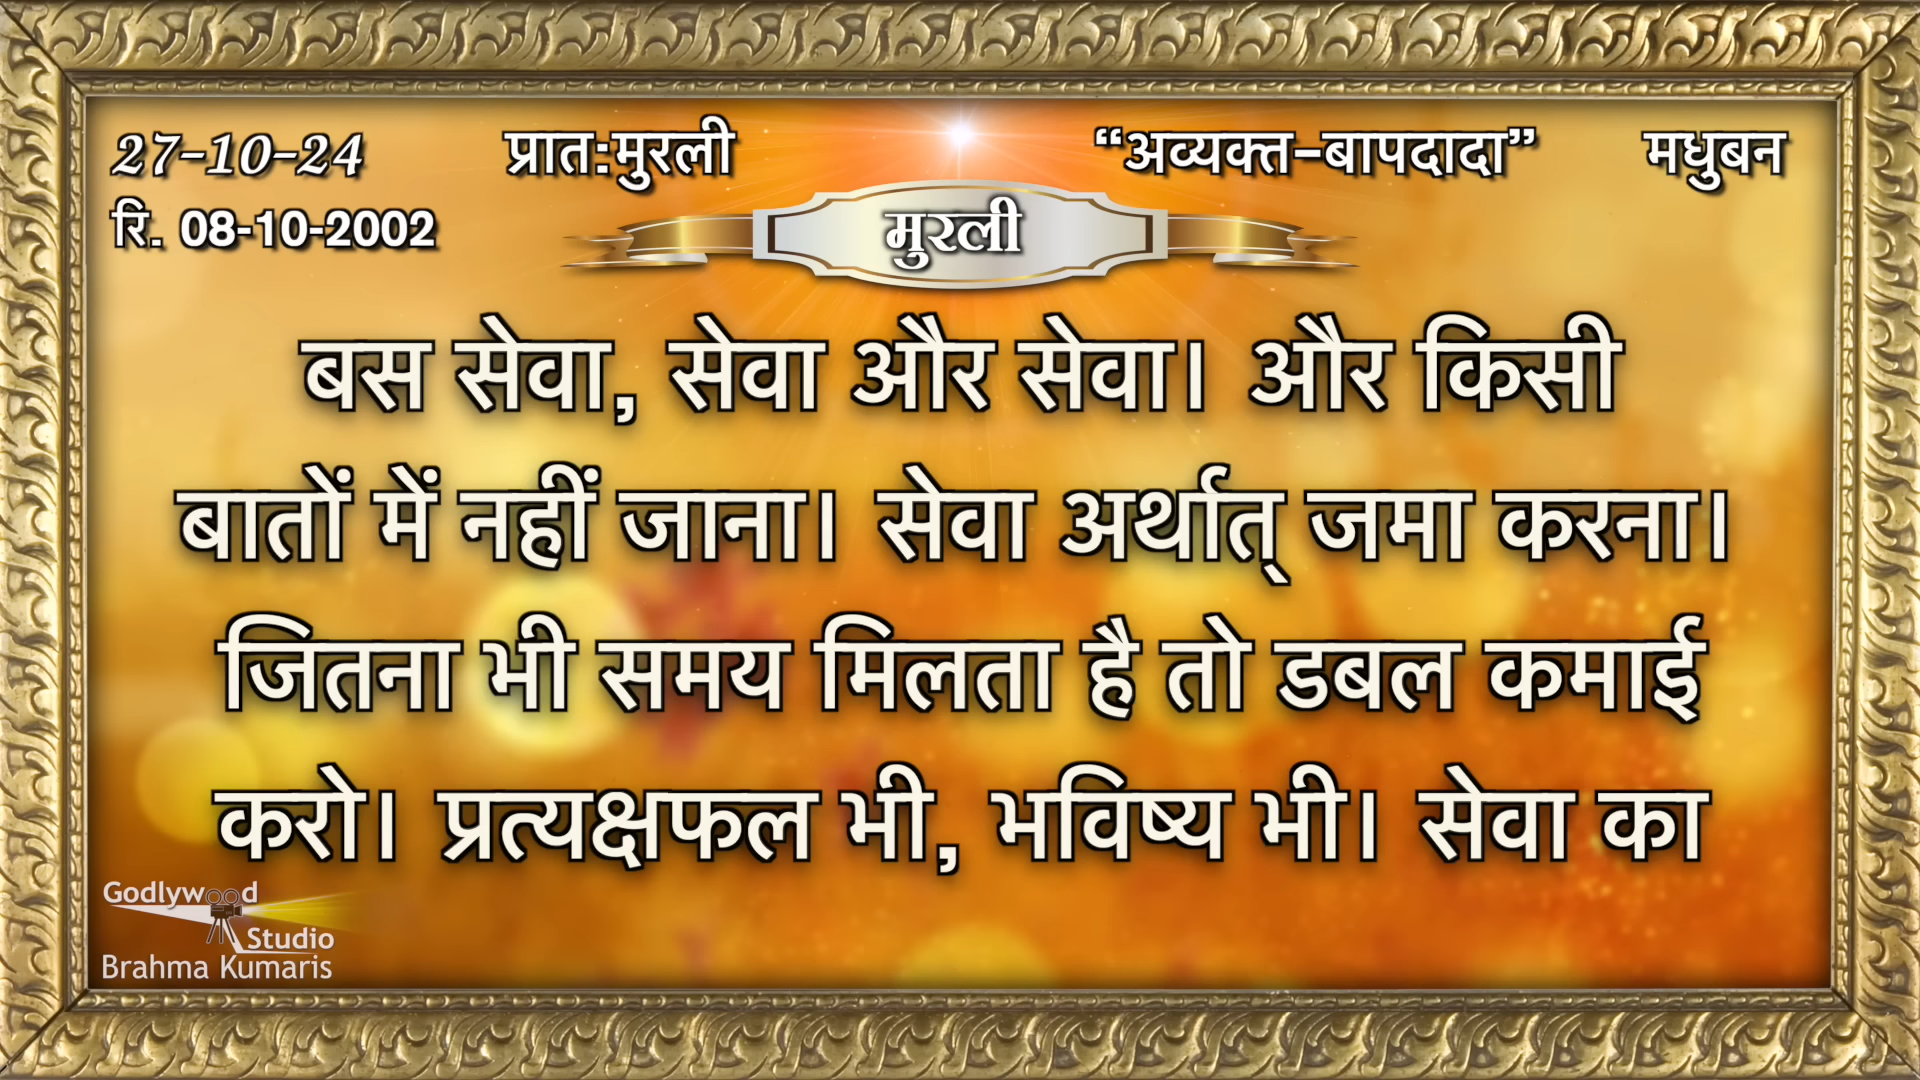 27-10-24 प्रात:मुरली “अव्यक्त-बापदादा” मधुबन
रि. 08-10-2002
मुरली
बस सेवा, सेवा और सेवा। और किसी
बातों में नहीं जाना। सेवा अर्थात् जमा करना।
जितना भी समय मिलता है तो डबल कमाई
करो। प्रत्यक्षफल भी, भविष्य भी। सेवा का
Godlywood
Studio
Brahma Kumaris